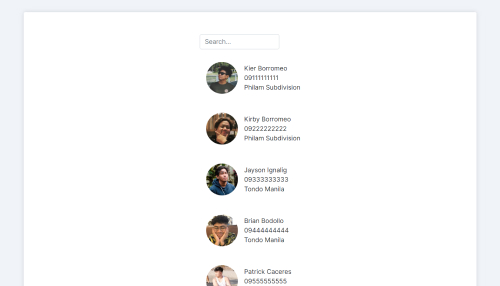 Search...
Kier Borromeo
09111111111
Philam Subdivision
Kirby Borromeo
09222222222
Philam Subdivision
Jayson Ignalig
09333333333
Tondo Manila
Brian Bodollo
09444444444
Tondo Manila
Patrick Caceres
09555555555